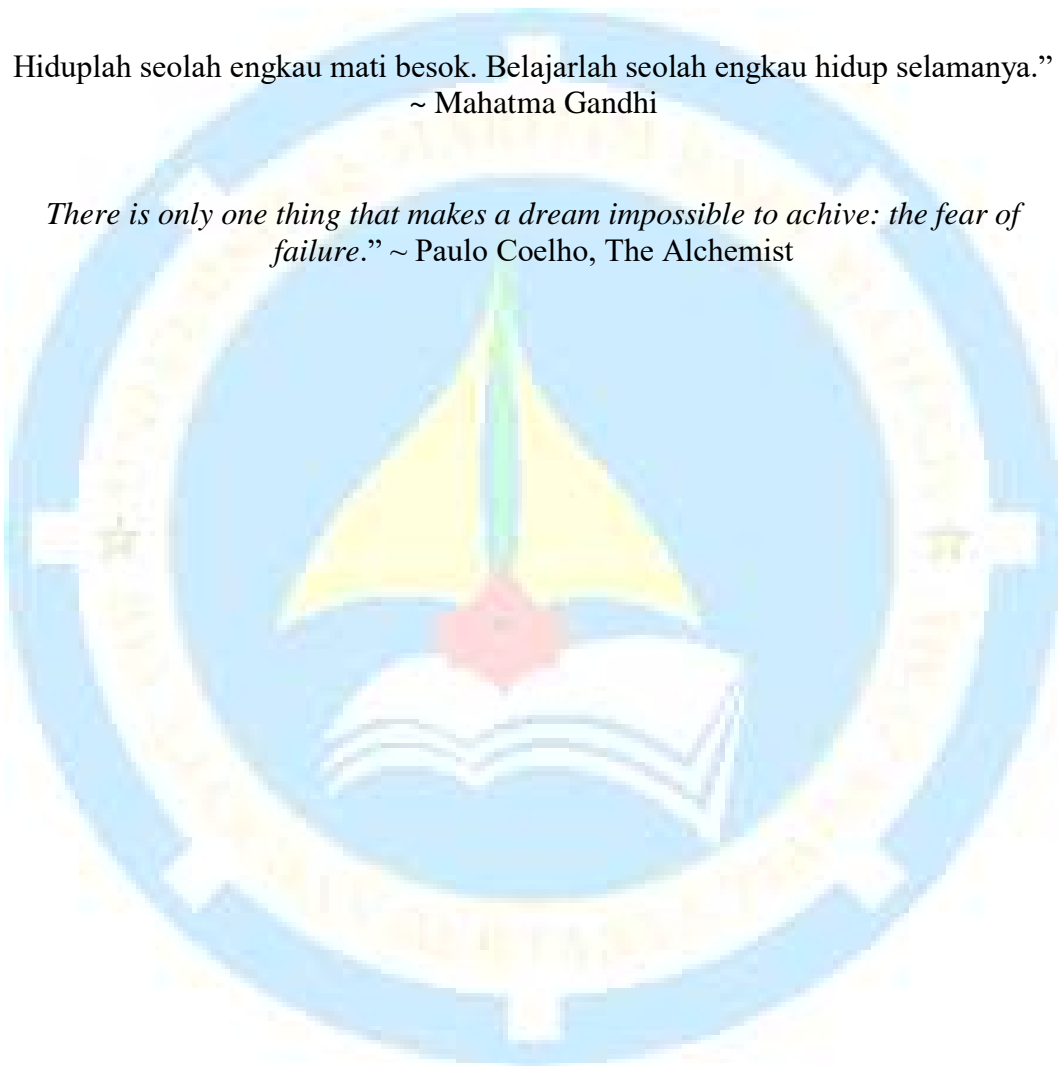 Hiduplah seolah engkau mati besok. Belajarlah seolah engkau hidup selamanya.”
~ Mahatma Gandhi
There is only one thing that makes a dream impossible to achive: the fear of
failure.” ~ Paulo Coelho, The Alchemist